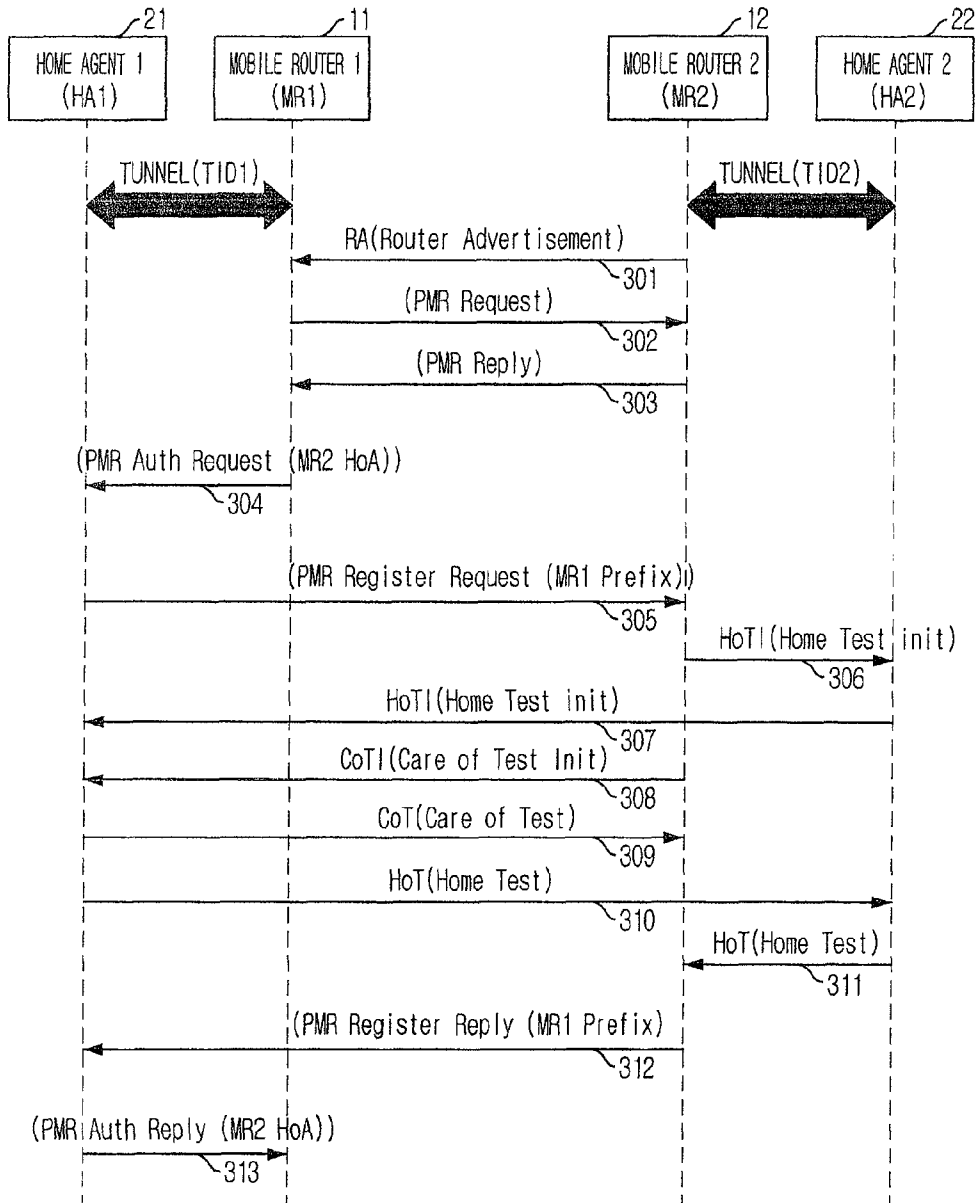 21
11
12
22
HOME AGENT 1
(HA1)
MOBILE ROUTER 1
(MR1)
MOBILE ROUTER 2
(MR2)
HOME AGENT 2
(HA2)
TUNNEL(TID1)
TUNNEL(TID2)
RA(Router Advertisement)
301
(PMR Request)
302
(PMR Reply)
303
(PMR Auth Request (MR2 HoA))
304
(PMR Register Request (MR1 Prefix))
305
HoTI(Home Test init)
306
HoTI(Home Test init)
307
CoTI(Care of Test Init)
308
CoT(Care of Test)
309
HoT(Home Test)
310
HoT(Home Test)
311
(PMR Register Reply (MR1 Prefix)
312
(PMR Auth Reply (MR2 HoA))
313